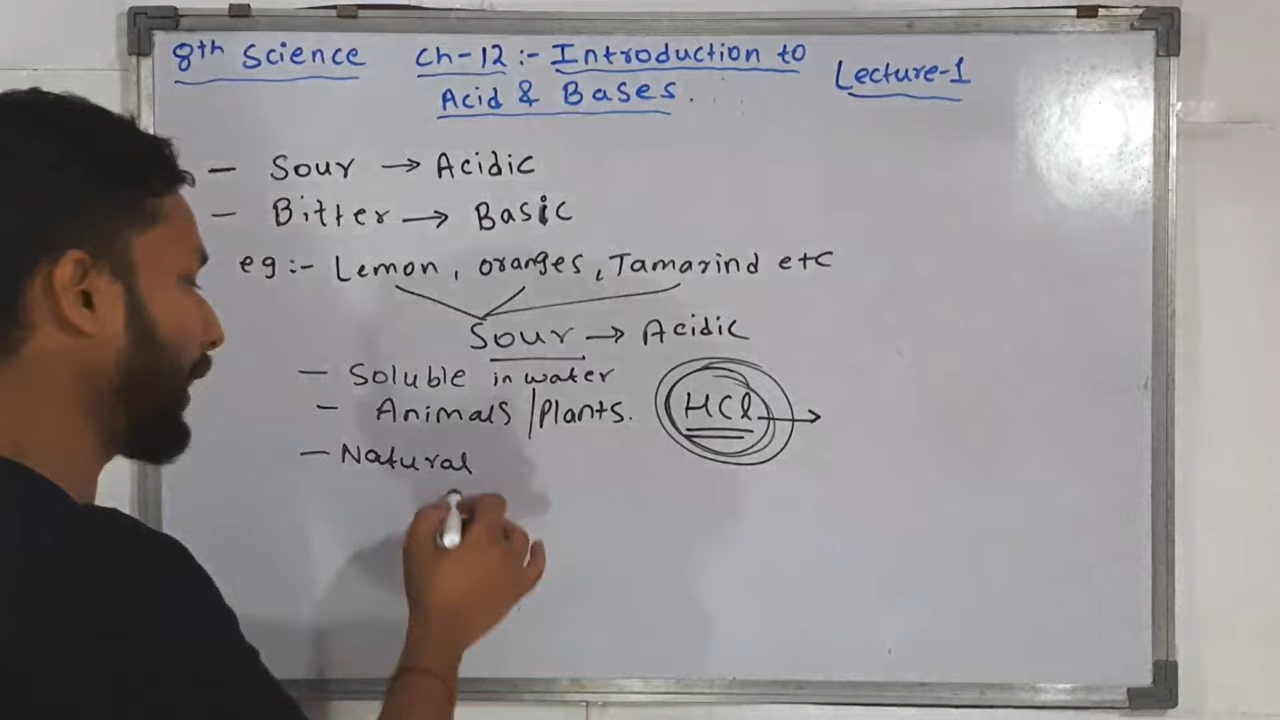 8th Science Ch-12 :- Introduction to
Acid & Bases.
Lecture-1
- Sour → Acidic
- Bitter → Basic
eg :- Lemon, oranges, Tamarind etc
Sour → Acidic
- Soluble in water
- Animals / Plants.
HCl →
- Natural